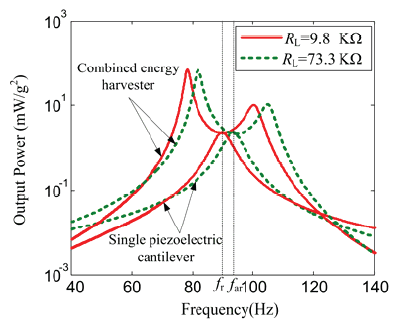 Output Power (mW/g²)
10³
10¹
10⁻¹
10⁻³
R_L=9.8 KΩ
R_L=73.3 KΩ
Combined energy
harvester
Single piezoelectric
cantilever
40 60 80 f_r f_ar 100 120 140
Frequency(Hz)